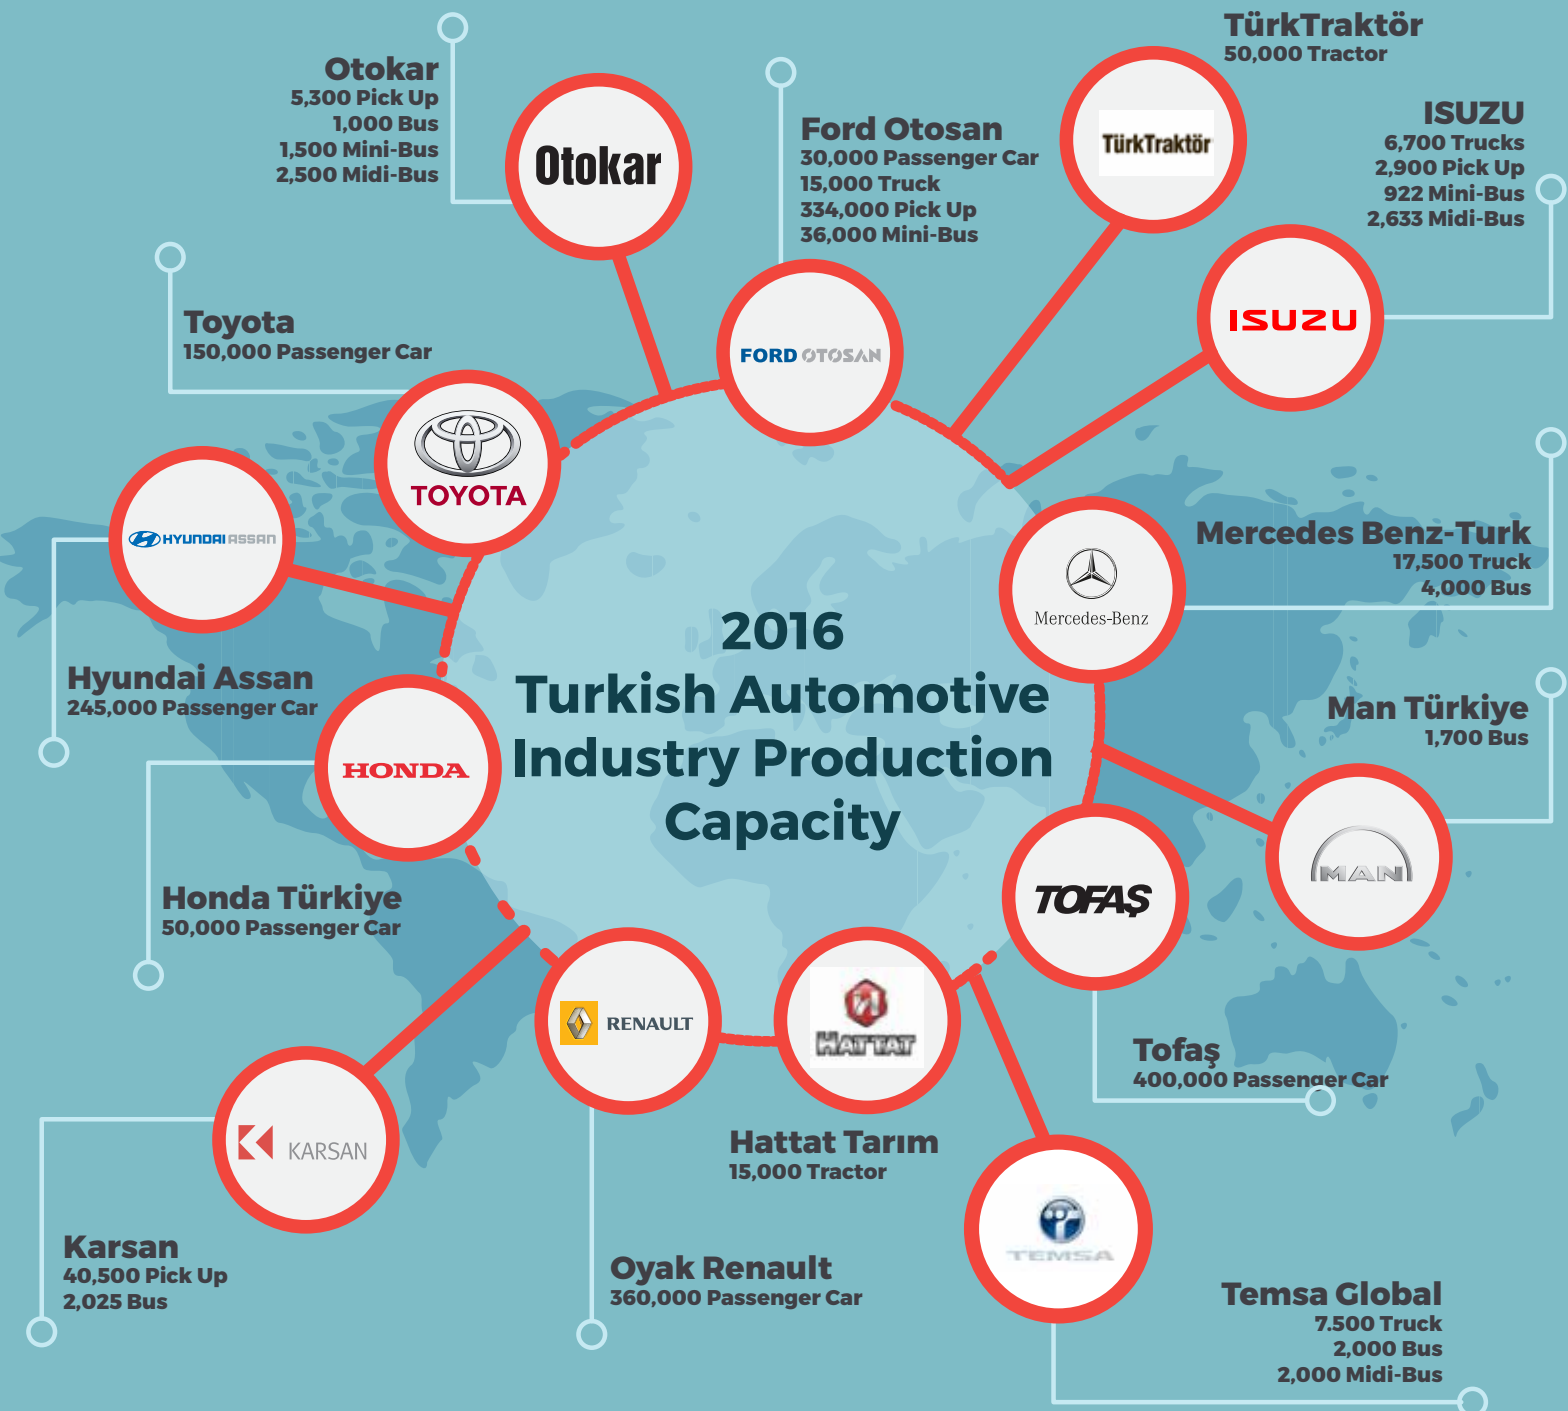 TürkTraktör
50,000 Tractor
Otokar
5,300 Pick Up
1,000 Bus
1,500 Mini-Bus
2,500 Midi-Bus
Otokar
Ford Otosan
30,000 Passenger Car
15,000 Truck
334,000 Pick Up
36,000 Mini-Bus
TürkTraktör
ISUZU
6,700 Trucks
2,900 Pick Up
922 Mini-Bus
2,633 Midi-Bus
Toyota
150,000 Passenger Car
FORD OTOSAN
ISUZU
TOYOTA
HYUNDAI ASSAN
Mercedes Benz-Turk
17,500 Truck
4,000 Bus
Mercedes-Benz
2016
Turkish Automotive
Industry Production
Capacity
Hyundai Assan
245,000 Passenger Car
HONDA
Man Türkiye
1,700 Bus
MAN
Honda Türkiye
50,000 Passenger Car
TOFAŞ
RENAULT
HATTAT
Tofaş
400,000 Passenger Car
KARSAN
Hattat Tarım
15,000 Tractor
TEMSA
Karsan
40,500 Pick Up
2,025 Bus
Oyak Renault
360,000 Passenger Car
Temsa Global
7.500 Truck
2,000 Bus
2,000 Midi-Bus